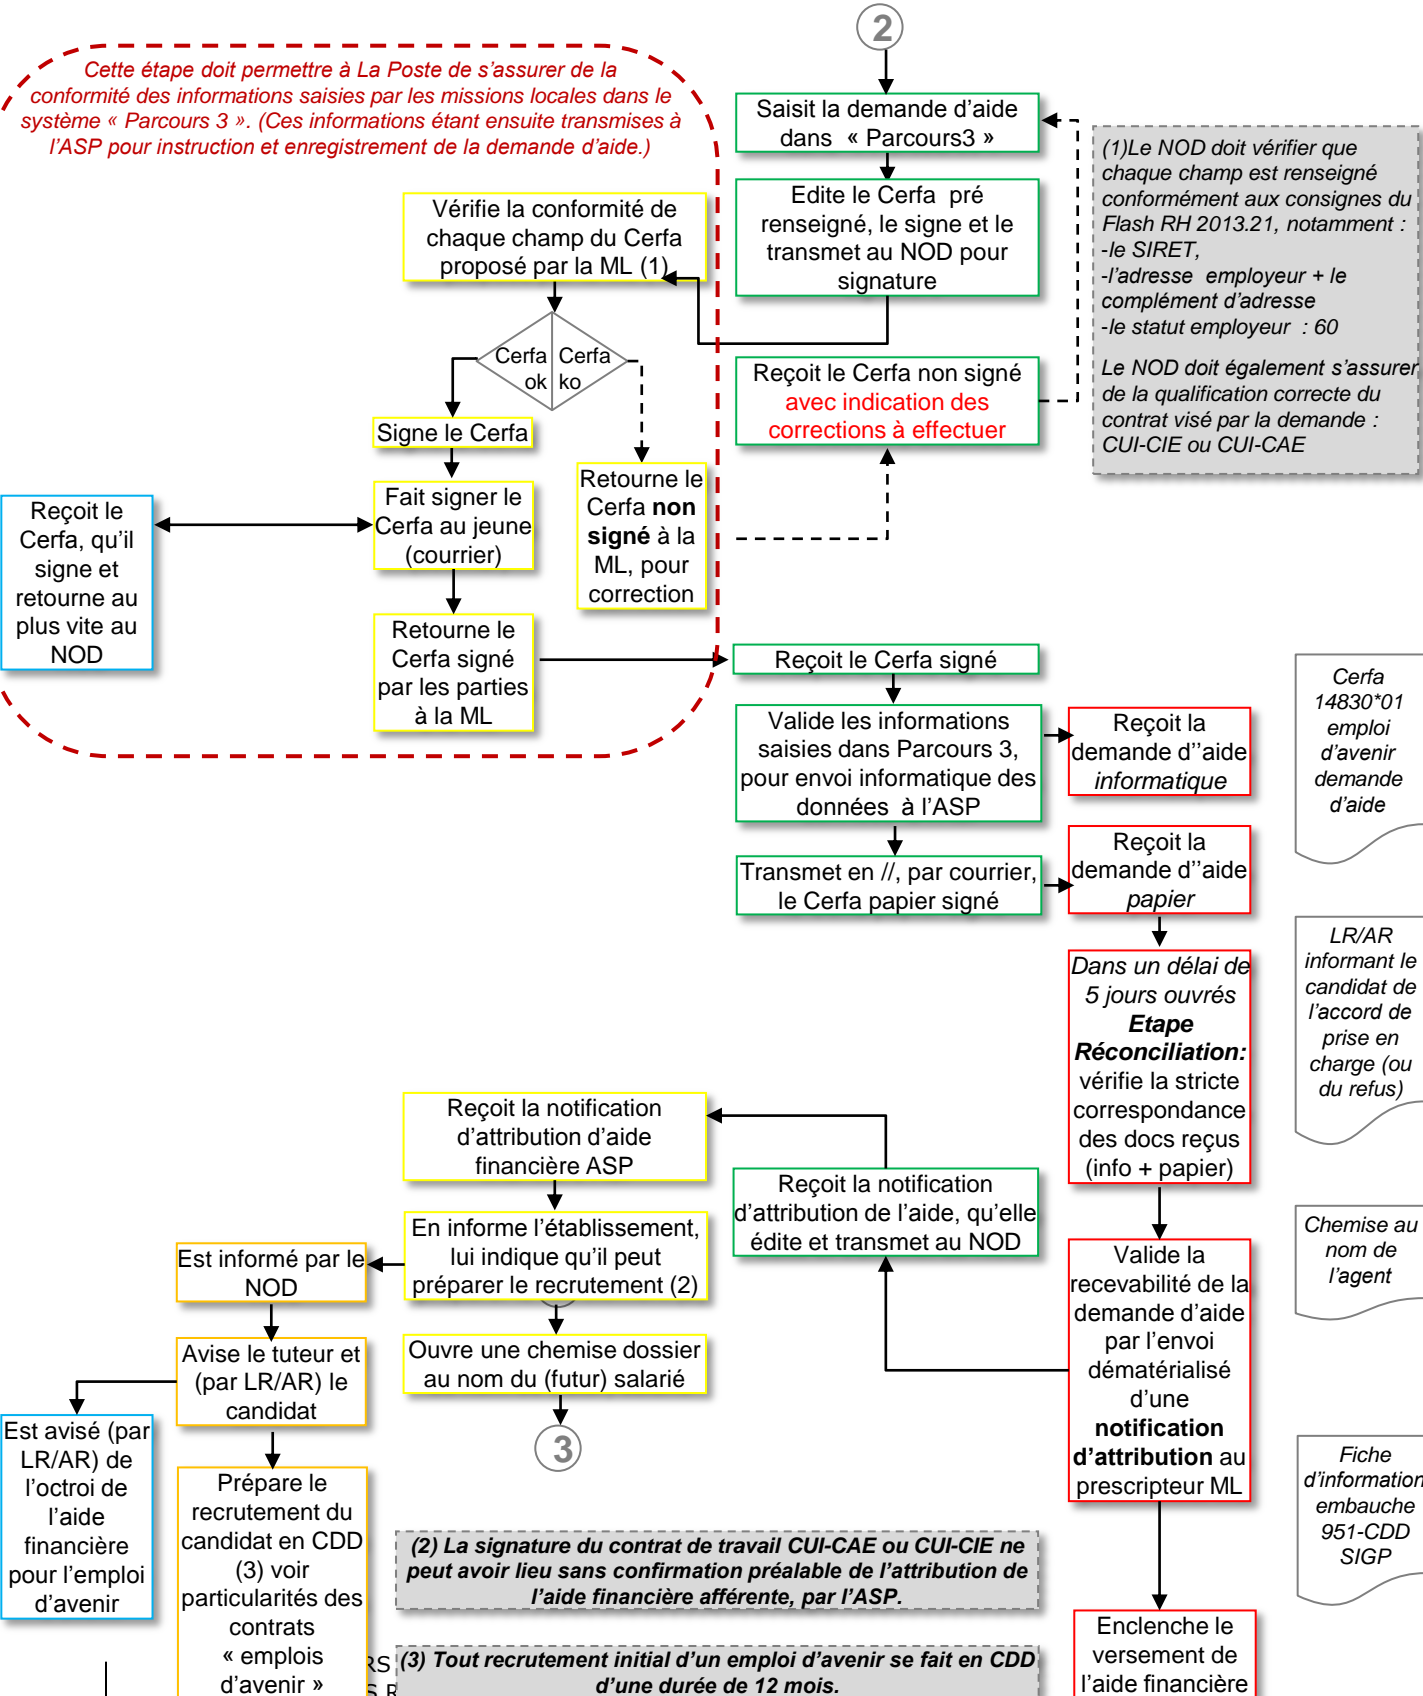 2
Cette étape doit permettre à La Poste de s'assurer de la
conformité des informations saisies par les missions locales dans le
système « Parcours 3 ». (Ces informations étant ensuite transmises à
l'ASP pour instruction et enregistrement de la demande d'aide.)
Saisit la demande d'aide
dans « Parcours3 »
(1)Le NOD doit vérifier que
chaque champ est renseigné
conformément aux consignes du
Flash RH 2013.21, notamment :
-le SIRET,
-l'adresse employeur + le
complément d'adresse
-le statut employeur : 60
Le NOD doit également s'assurer
de la qualification correcte du
contrat visé par la demande :
CUI-CIE ou CUI-CAE
Edite le Cerfa pré
renseigné, le signe et le
transmet au NOD pour
signature
Vérifie la conformité de
chaque champ du Cerfa
proposé par la ML (1)
Cerfa
ok
Cerfa
ko
Reçoit le Cerfa non signé
avec indication des
corrections à effectuer
Signe le Cerfa
Retourne le
Cerfa non
signé à la
ML, pour
correction
Fait signer le
Cerfa au jeune
(courrier)
Reçoit le
Cerfa, qu'il
signe et
retourne au
plus vite au
NOD
Retourne le
Cerfa signé
par les parties
à la ML
Reçoit le Cerfa signé
Valide les informations
saisies dans Parcours 3,
pour envoi informatique des
données à l'ASP
Reçoit la
demande d''aide
informatique
Cerfa
14830*01
emploi
d'avenir
demande
d'aide
Transmet en //, par courrier,
le Cerfa papier signé
Reçoit la
demande d''aide
papier
LR/AR
informant le
candidat de
l'accord de
prise en
charge (ou
du refus)
Dans un délai de
5 jours ouvrés
Etape
Réconciliation:
vérifie la stricte
correspondance
des docs reçus
(info + papier)
Reçoit la notification
d'attribution d'aide
financière ASP
Reçoit la notification
d'attribution de l'aide, qu'elle
édite et transmet au NOD
En informe l'établissement,
lui indique qu'il peut
préparer le recrutement (2)
Est informé par le
NOD
Chemise au
nom de
l'agent
Valide la
recevabilité de la
demande d'aide
par l'envoi
dématérialisé
d'une
notification
d'attribution au
prescripteur ML
Ouvre une chemise dossier
au nom du (futur) salarié
Avise le tuteur et
(par LR/AR) le
candidat
3
Est avisé (par
LR/AR) de
l'octroi de
l'aide
financière
pour l'emploi
d'avenir
Prépare le
recrutement du
candidat en CDD
(3) voir
particularités des
contrats
« emplois
d'avenir »
Fiche
d'information
embauche
951-CDD
SIGP
(2) La signature du contrat de travail CUI-CAE ou CUI-CIE ne
peut avoir lieu sans confirmation préalable de l'attribution de
l'aide financière afférente, par l'ASP.
Enclenche le
versement de
l'aide financière
(3) Tout recrutement initial d'un emploi d'avenir se fait en CDD
d'une durée de 12 mois.